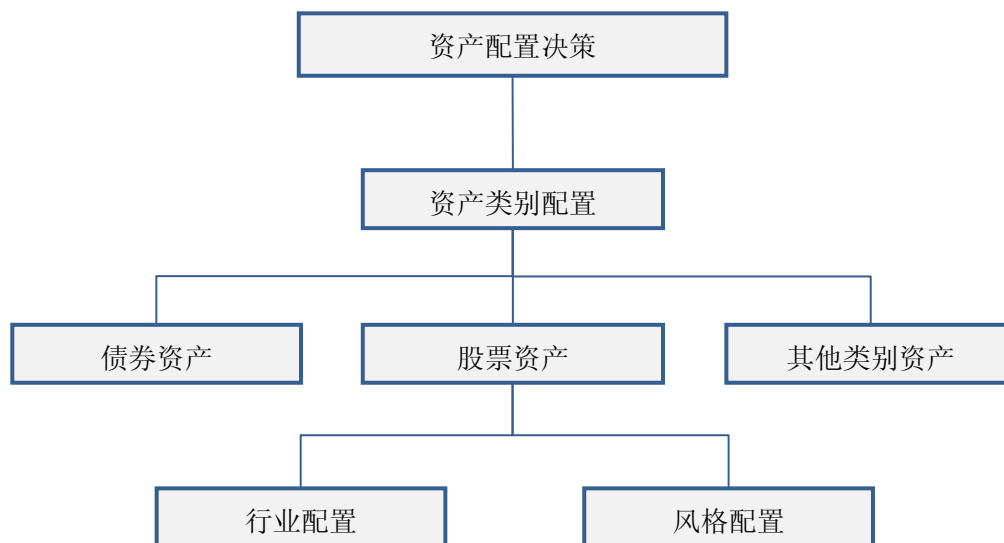 资产配置决策
资产类别配置
债券资产
股票资产
其他类别资产
行业配置
风格配置